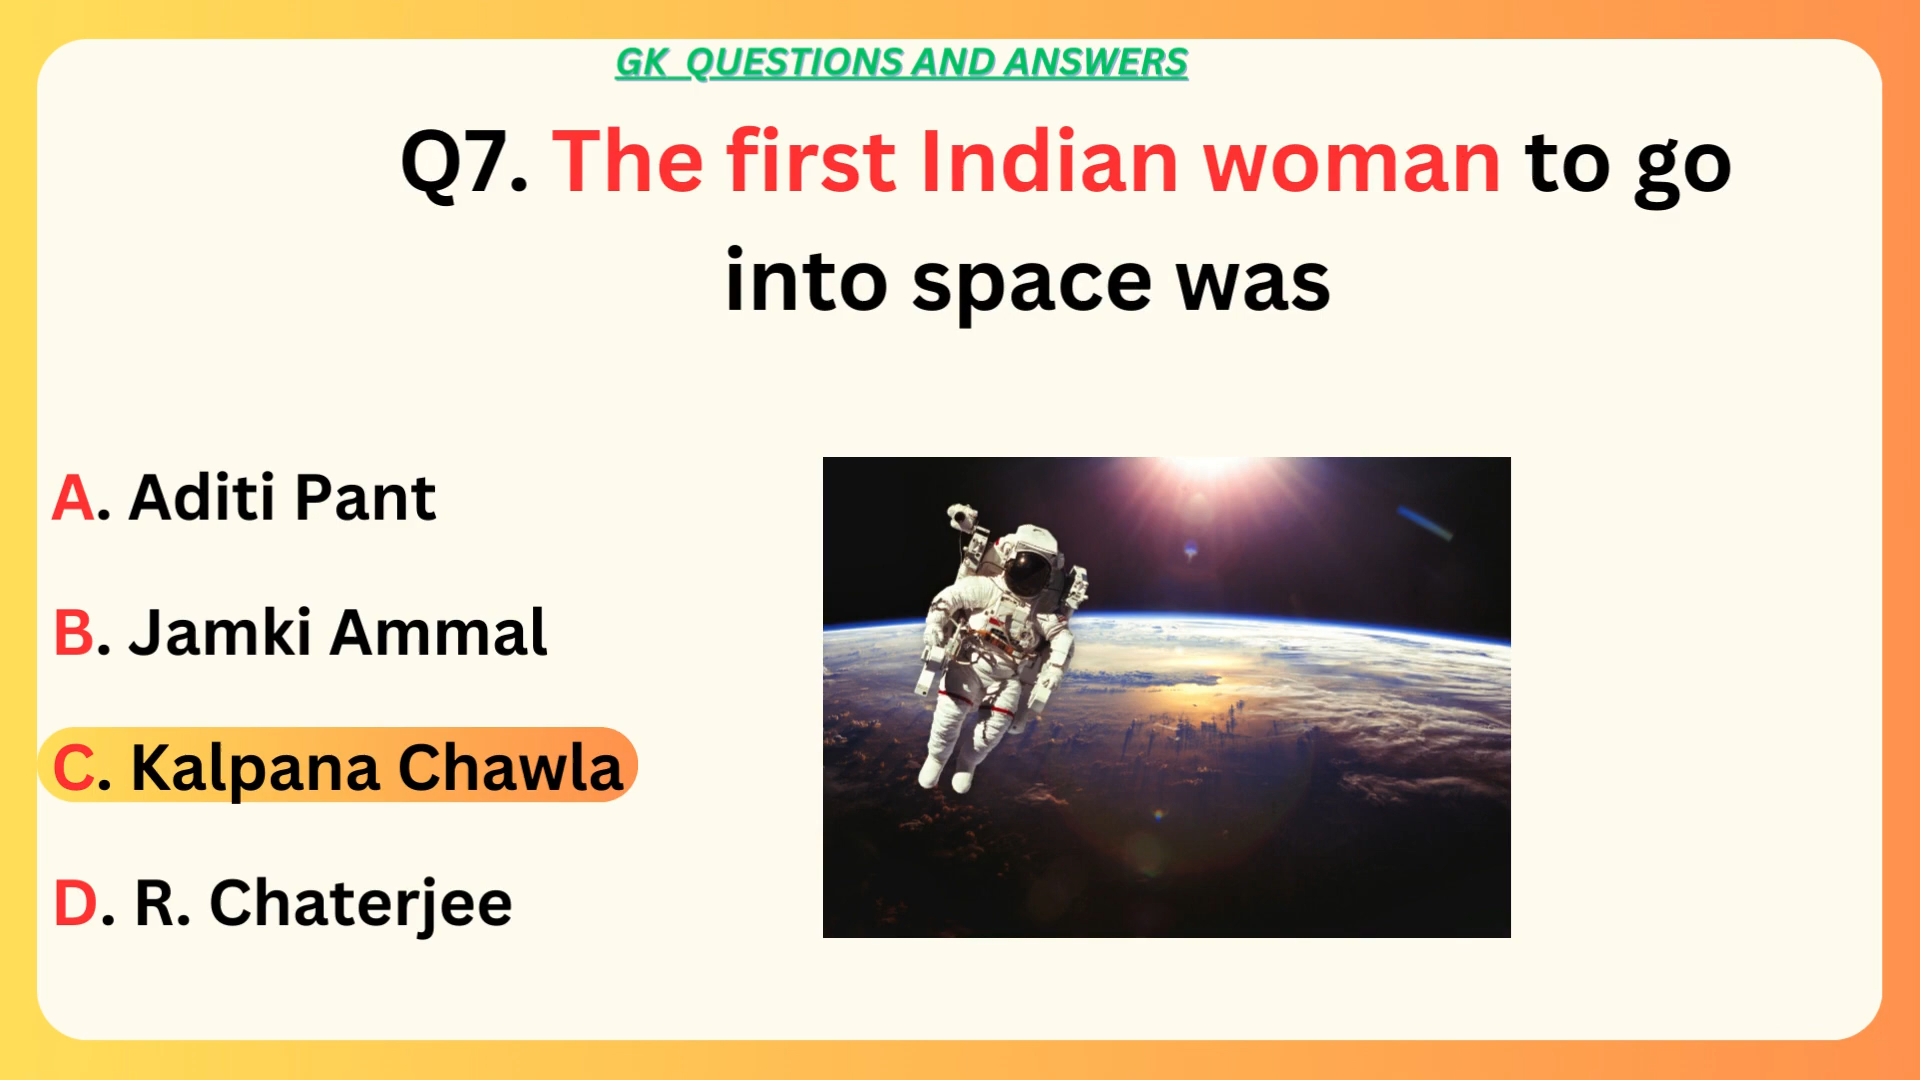 GK QUESTIONS AND ANSWERS
Q7. The first Indian woman to go
into space was
A. Aditi Pant
B. Jamki Ammal
C. Kalpana Chawla
D. R. Chaterjee